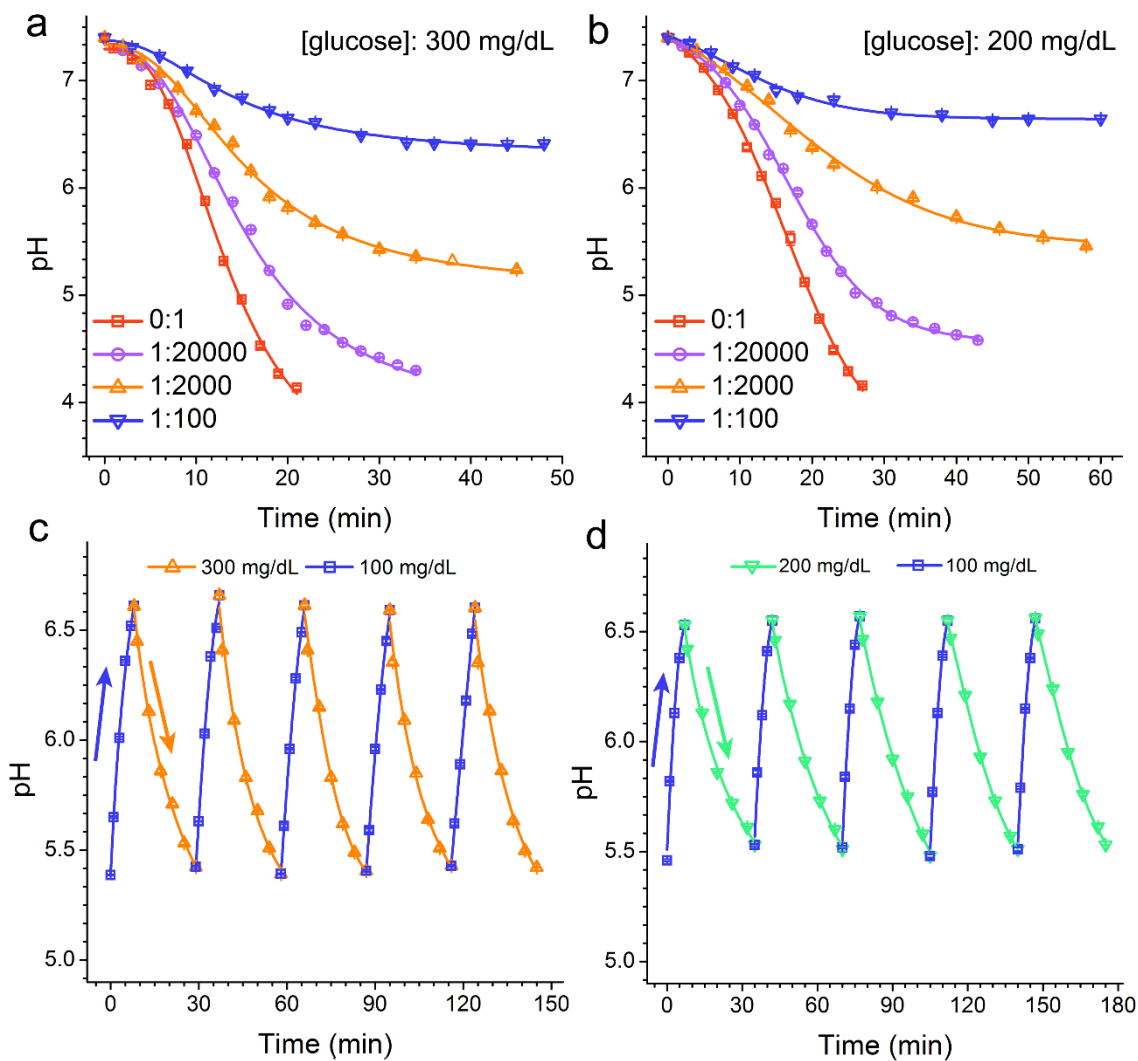 a
[glucose]: 300 mg/dL
7
6
5
4
pH
0:1
1:20000
1:2000
1:100
0 10 20 30 40 50
Time (min)
b
[glucose]: 200 mg/dL
7
6
5
4
pH
0:1
1:20000
1:2000
1:100
0 10 20 30 40 50 60
Time (min)
c
300 mg/dL 100 mg/dL
6.5
6.0
5.5
5.0
pH
0 30 60 90 120 150
Time (min)
d
200 mg/dL 100 mg/dL
6.5
6.0
5.5
5.0
pH
0 30 60 90 120 150 180
Time (min)